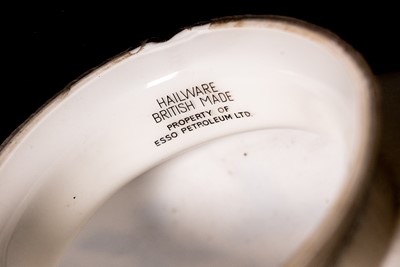 HAILWARE
BRITISH MADE
PROPERTY OF
ESSO PETROLEUM LTD.